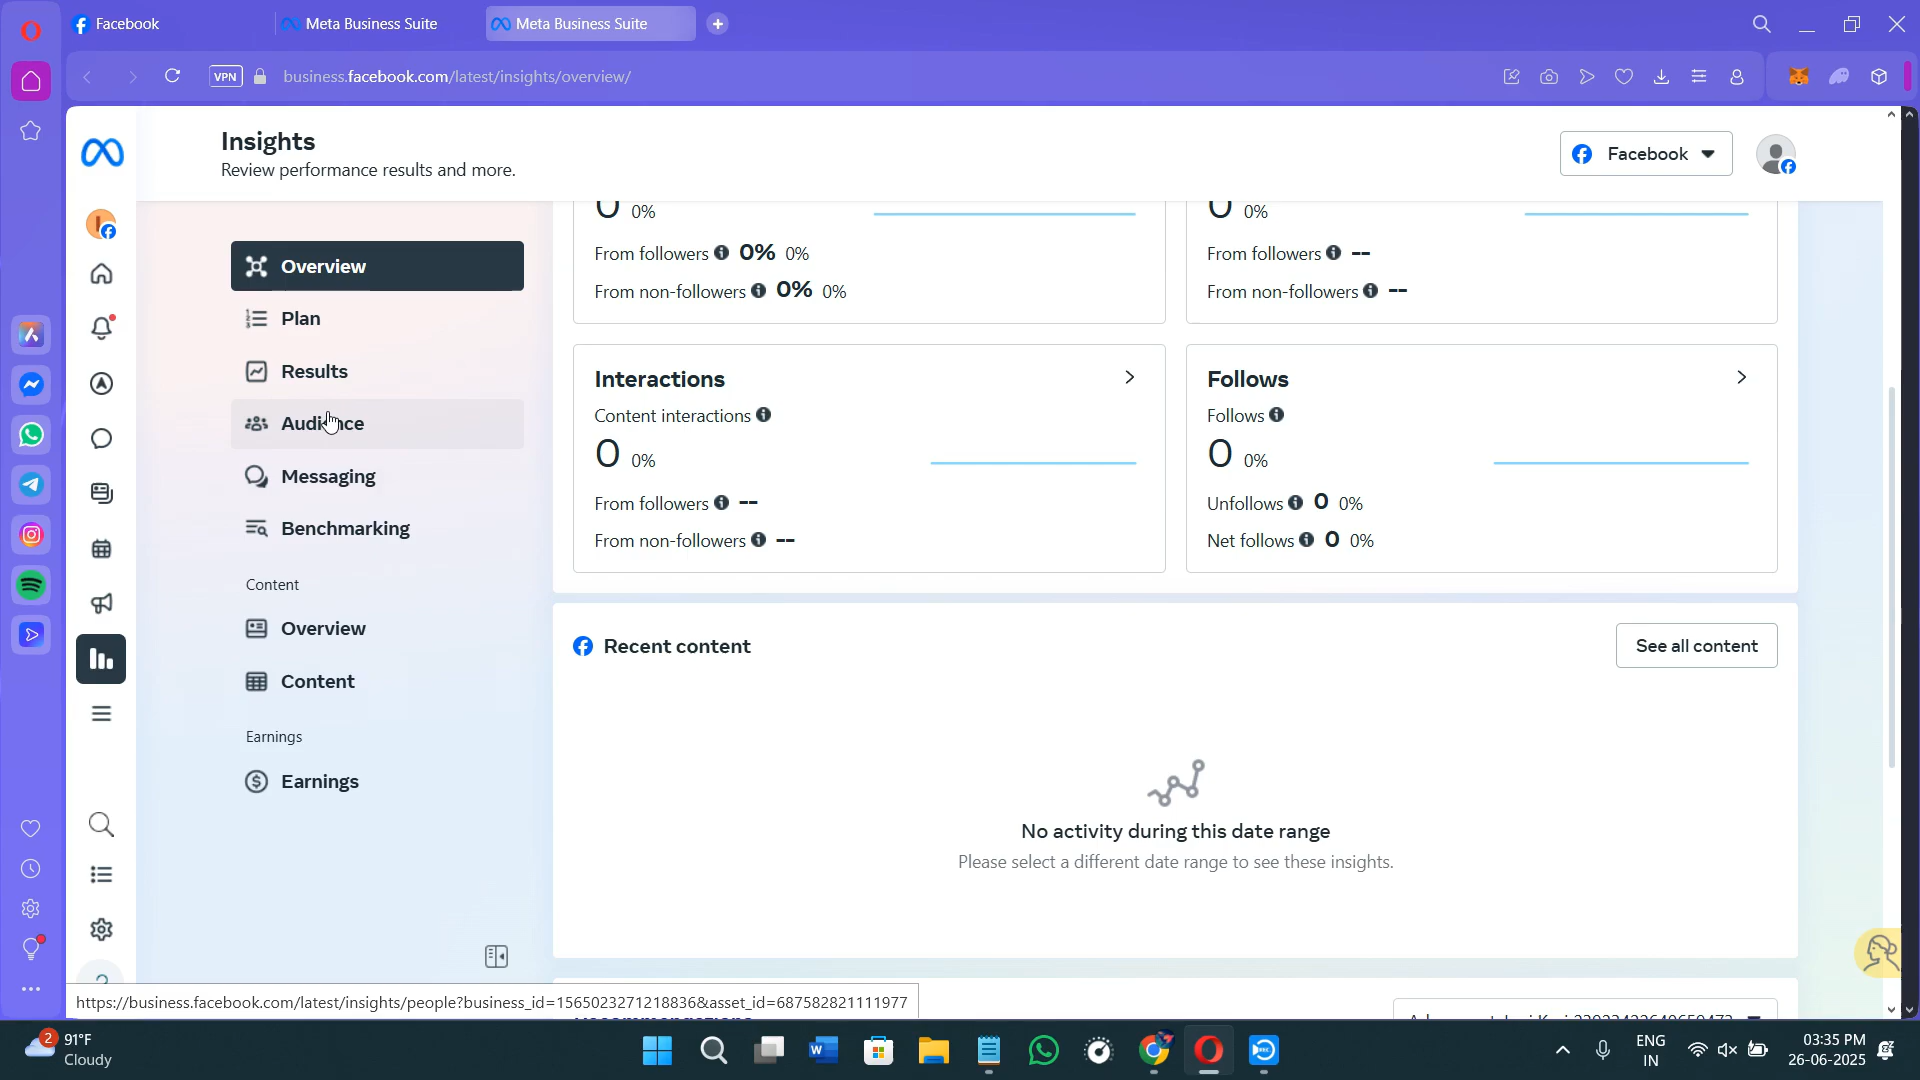 Facebook
Meta Business Suite
Meta Business Suite
VPN
business.facebook.com/latest/insights/overview/
Insights
Review performance results and more.
Facebook
Overview
Plan
Results
Audience
Messaging
Benchmarking
Content
Overview
Content
Earnings
Earnings
0 0%
From followers 0% 0%
From non-followers 0% 0%
0 0%
From followers --
From non-followers --
Interactions
Content interactions
0 0%
From followers --
From non-followers --
Follows
Follows
0 0%
Unfollows 0 0%
Net follows 0 0%
Recent content
See all content
No activity during this date range
Please select a different date range to see these insights.
https://business.facebook.com/latest/insights/people?business_id=1565023271218836&asset_id=687582821111977
2
91°F
Cloudy
ENG
IN
03:35 PM
26-06-2025